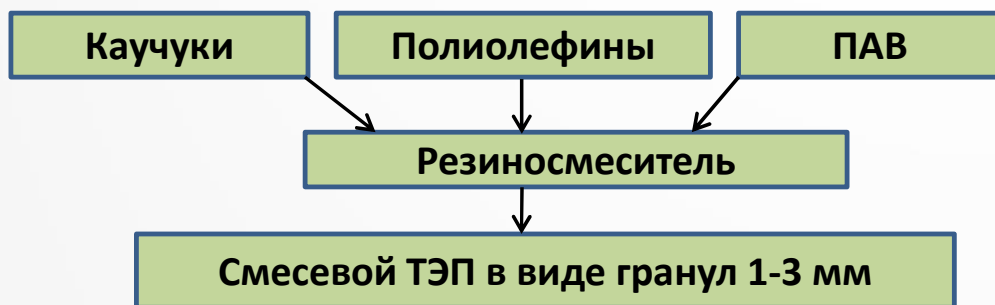 Каучуки
Полиолефины
ПАВ
Резиносмеситель
Смесевой ТЭП в виде гранул 1-3 мм